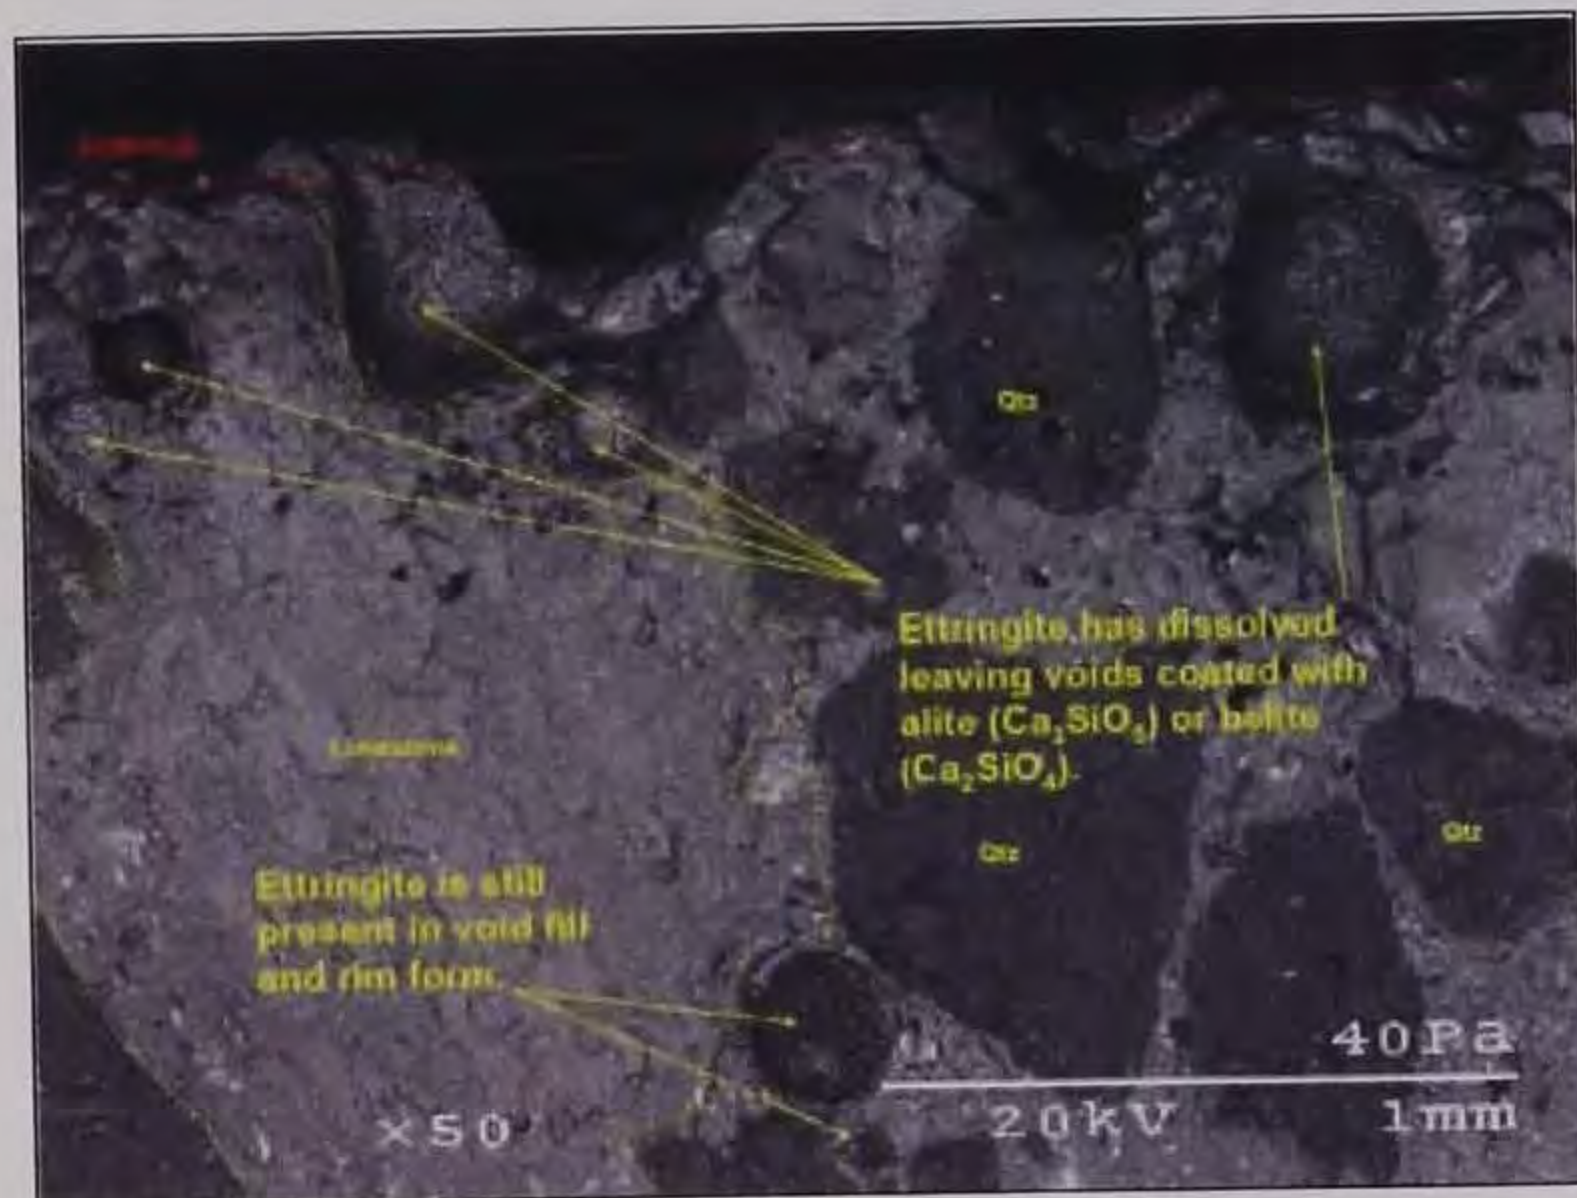 Qtz
Ettringite has dissolved
leaving voids coated with
alite (Ca₃SiO₅) or belite
(Ca₂SiO₄).
Limestone
Qtz
Qtz
Ettringite is still
present in void fill
and rim form.
40Pa
×50
20kV
1mm